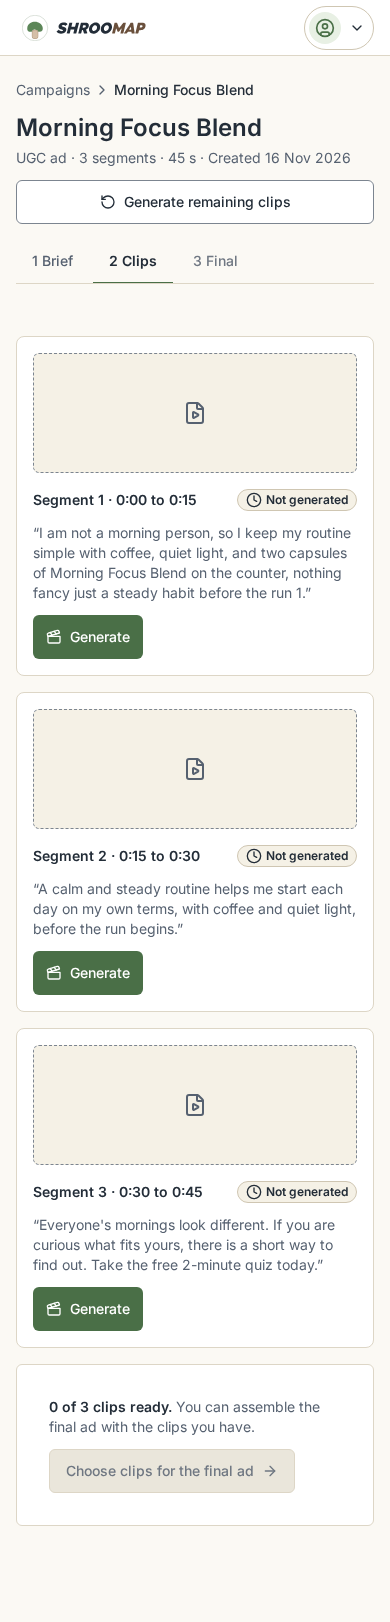 SHROOMAP
Campaigns > Morning Focus Blend
Morning Focus Blend
UGC ad · 3 segments · 45 s · Created 16 Nov 2026
Generate remaining clips
1 Brief 2 Clips 3 Final
Segment 1 · 0:00 to 0:15 Not generated
“I am not a morning person, so I keep my routine
simple with coffee, quiet light, and two capsules
of Morning Focus Blend on the counter, nothing
fancy just a steady habit before the run 1.”
Generate
Segment 2 · 0:15 to 0:30 Not generated
“A calm and steady routine helps me start each
day on my own terms, with coffee and quiet light,
before the run begins.”
Generate
Segment 3 · 0:30 to 0:45 Not generated
“Everyone's mornings look different. If you are
curious what fits yours, there is a short way to
find out. Take the free 2-minute quiz today.”
Generate
0 of 3 clips ready. You can assemble the
final ad with the clips you have.
Choose clips for the final ad →